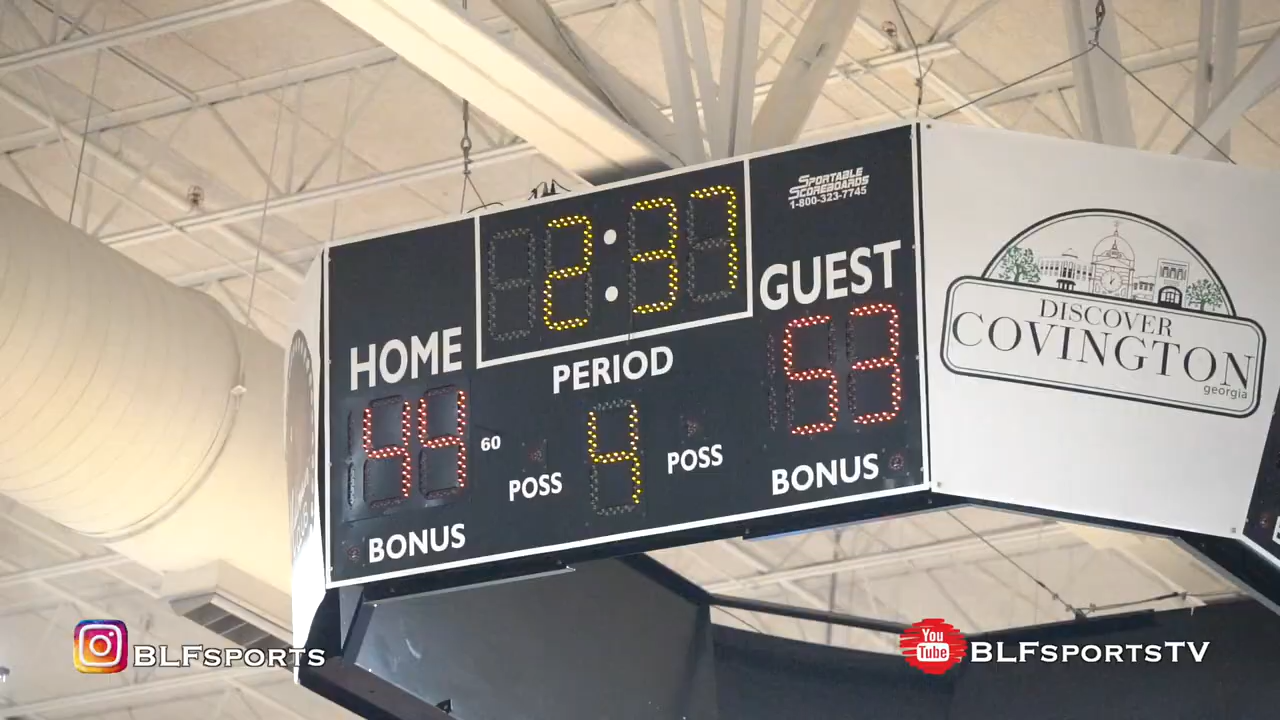 SPORTABLE
SCOREBOARDS
1-800-323-7745
2:37
HOME
GUEST
PERIOD
44
60
4
53
POSS
POSS
BONUS
BONUS
DISCOVER
COVINGTON
georgia
BLFSPORTS
You
Tube
BLFSPORTSTV